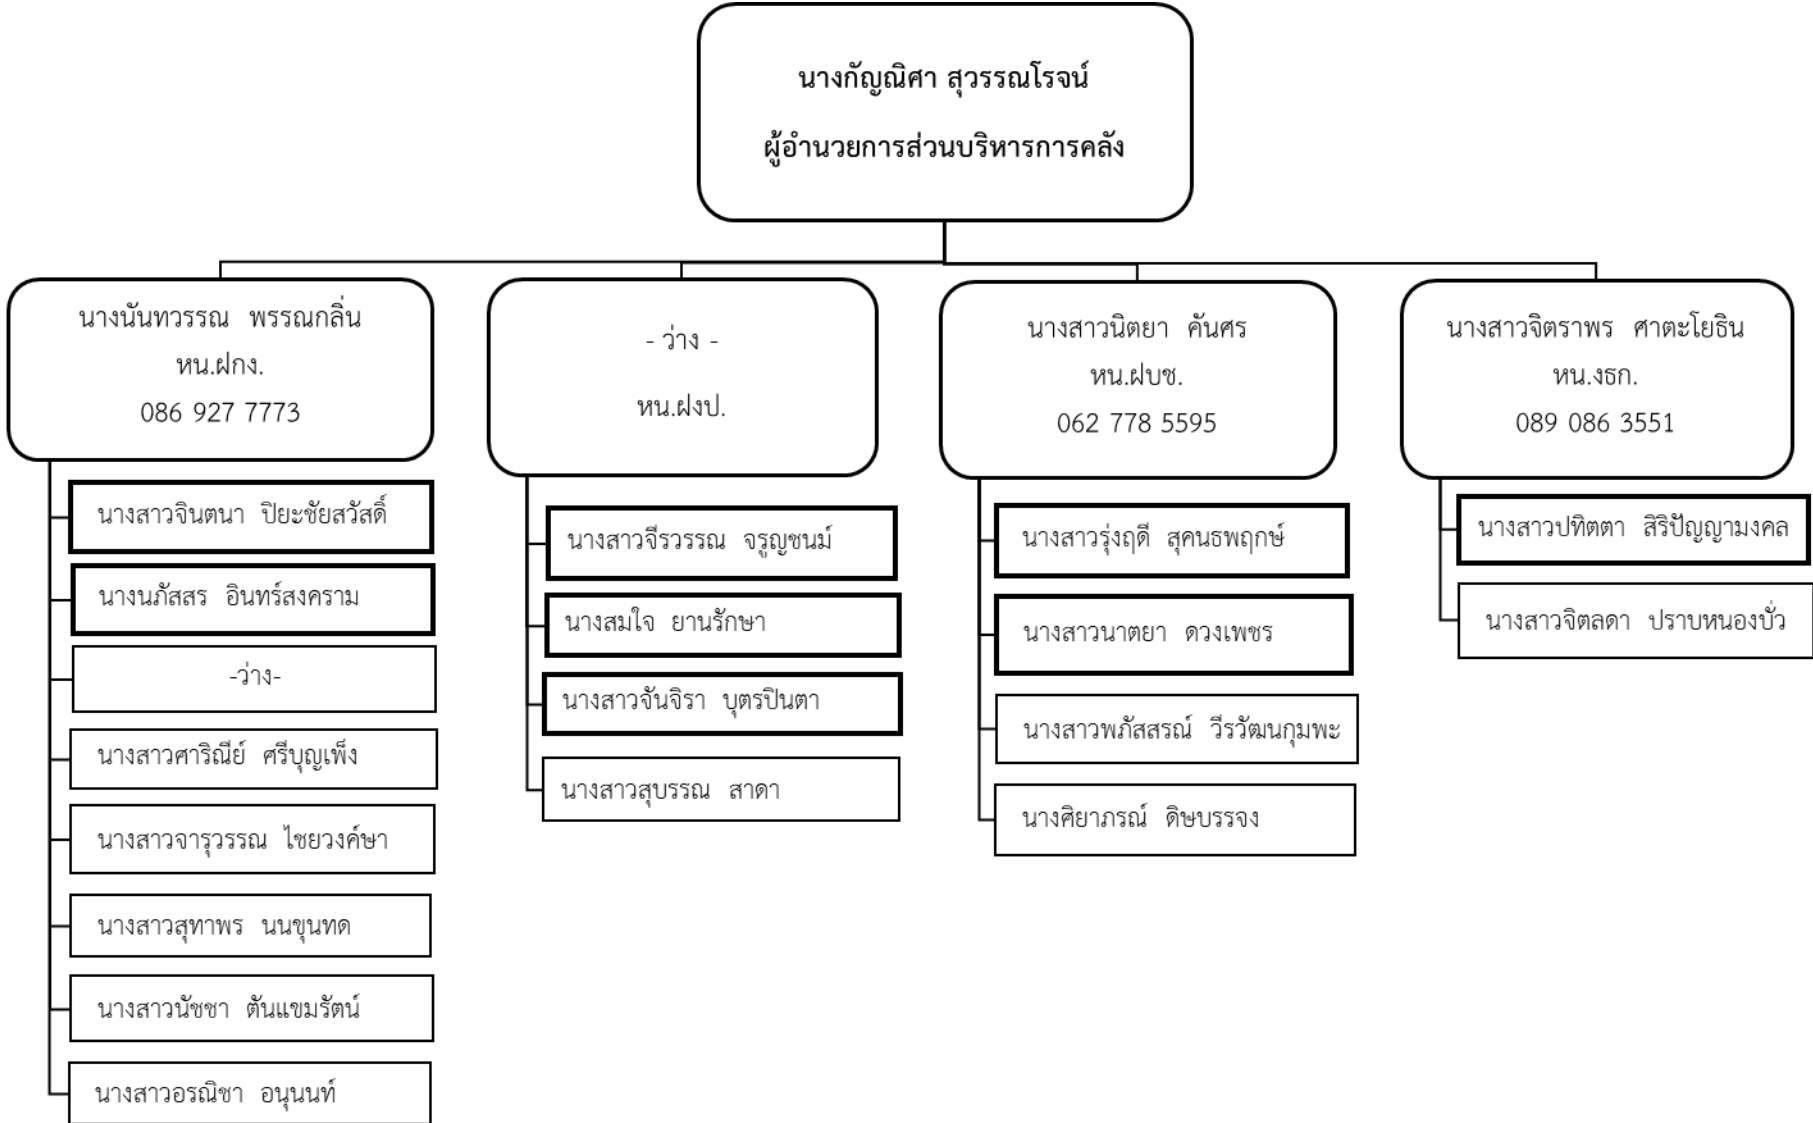 นางกัญณิศา สุวรรณโรจน์
ผู้อำนวยการส่วนบริหารการคลัง
นางนันทวรรณ พรรณกลิ่น
หน.ฝกง.
086 927 7773
นางสาวจินตนา ปิยะชัยสวัสดิ์
นางนภัสสร อินทร์สงคราม
-ว่าง-
นางสาวศาริณีย์ ศรีบุญเพ็ง
นางสาวจารุวรรณ ไชยวงค์ษา
นางสาวสุทาพร นนขุนทด
นางสาวนัชชา ตันแขมรัตน์
นางสาวอรณิชา อนุนนท์
- ว่าง -
หน.ฝงป.
นางสาวจีรวรรณ จรูญชนม์
นางสมใจ ยานรักษา
นางสาวจันจิรา บุตรปินตา
นางสาวสุบรรณ สาดา
นางสาวนิตยา คันศร
หน.ฝบช.
062 778 5595
นางสาวรุ่งฤดี สุคนธพฤกษ์
นางสาวนาตยา ดวงเพชร
นางสาวพภัสสรณ์ วีรวัฒนกุมพะ
นางศิยาภรณ์ ดิษบรรจง
นางสาวจิตราพร ศาตะโยธิน
หน.งธก.
089 086 3551
นางสาวปทิตตา สิริปัญญามงคล
นางสาวจิตลดา ปราบหนองบั่ว